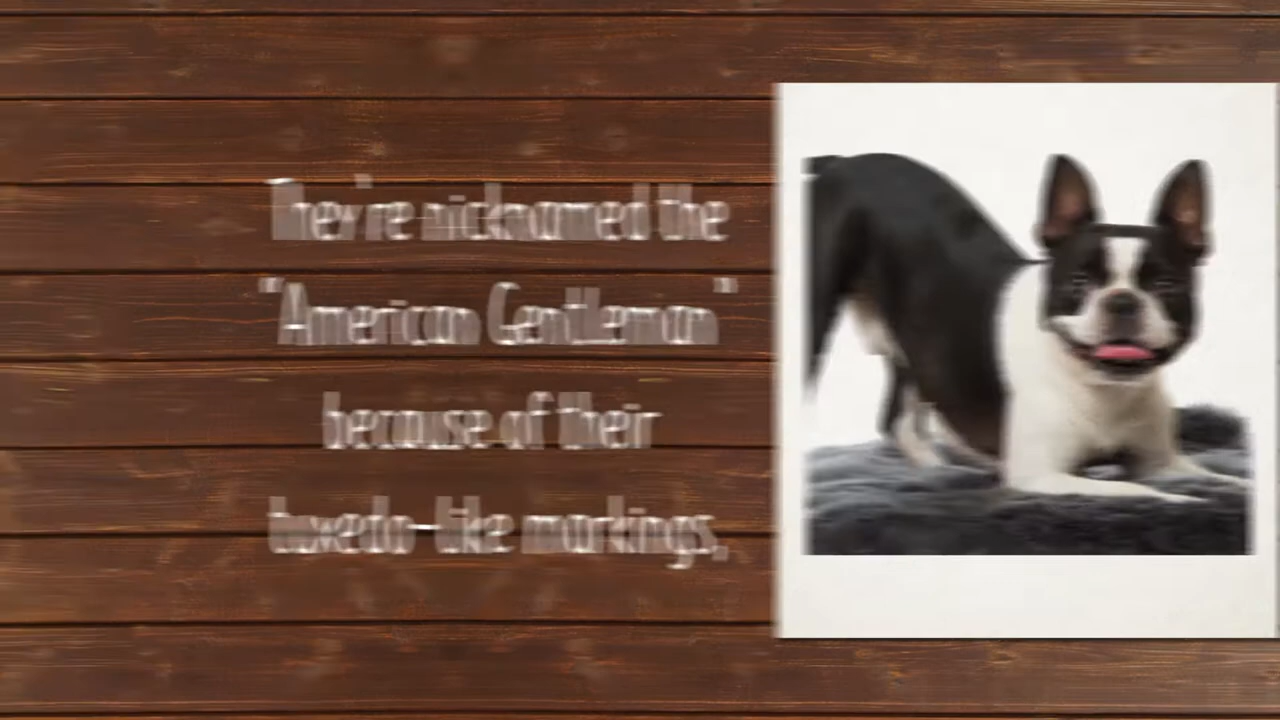 They're nicknamed the
"American Gentleman"
because of their
tuxedo-like markings.